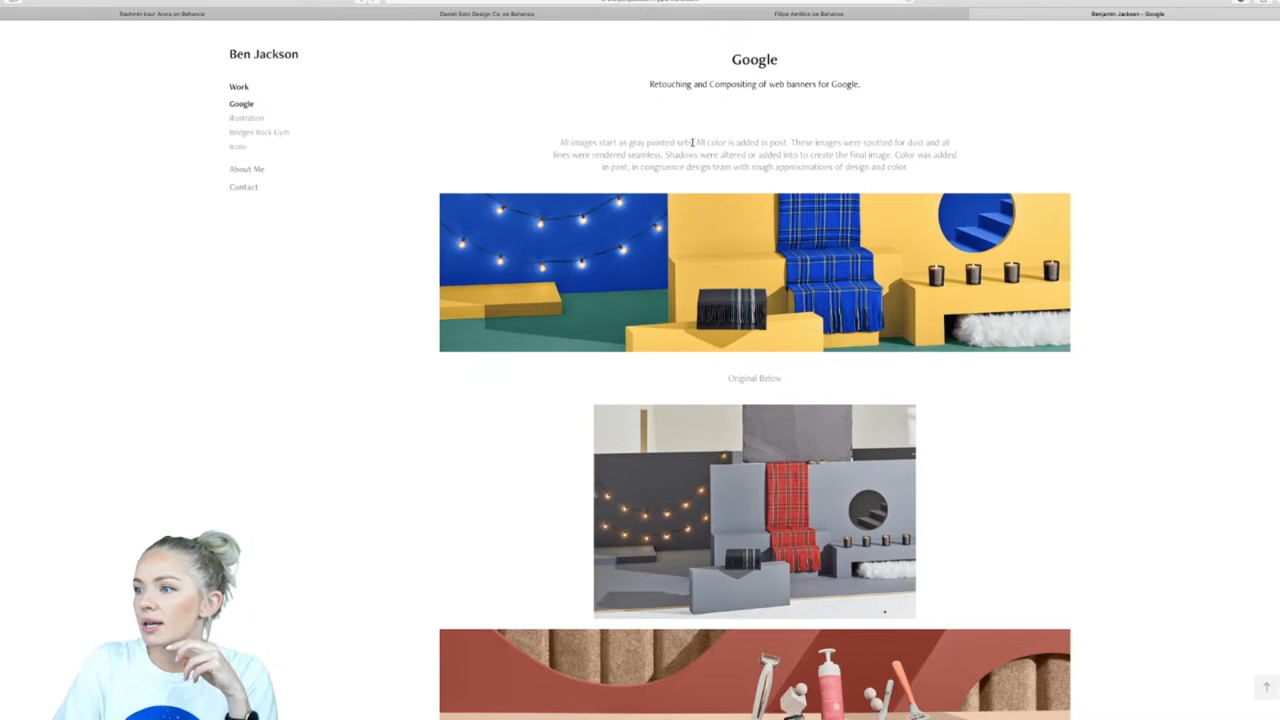 Rashmin kour Arora on Behance
Daniel Soto Design Co. on Behance
Filipe Amillon on Behance
Benjamin Jackson - Google
Ben Jackson
Work
Google
Illustration
Bridges Rock Gym
Icons
About Me
Contact
Google
Retouching and Compositing of web banners for Google.
All images start as gray painted sets. All color is added in post. These images were spotted for dust and all
lines were rendered seamless. Shadows were altered or added into to create the final image. Color was added
in post, in congruence design team with rough approximations of design and color.
Original Below